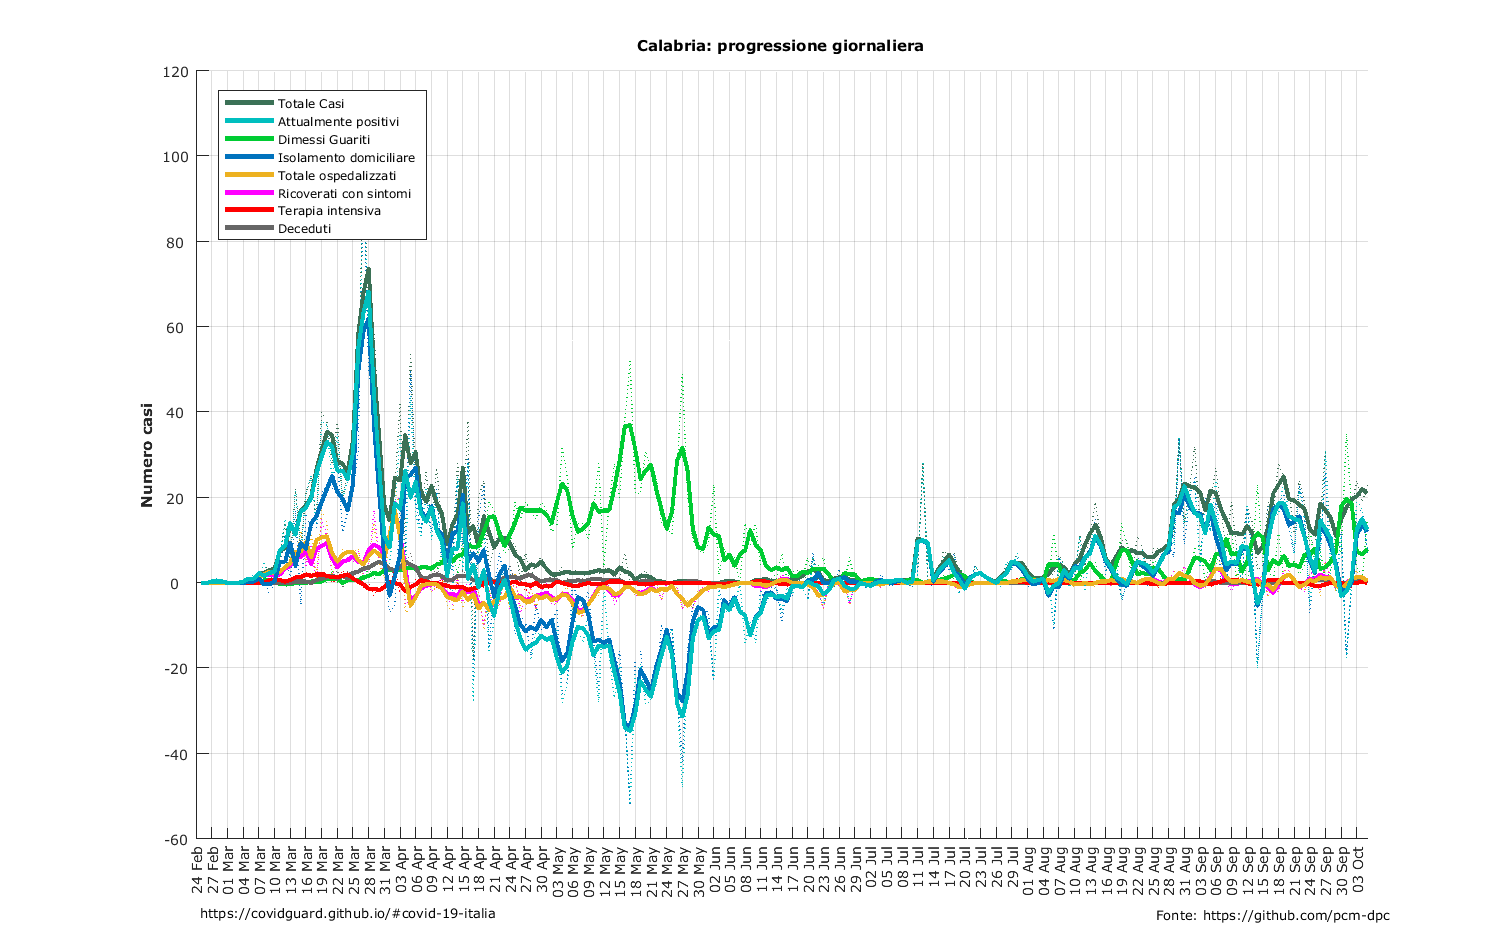 Calabria: progressione giornaliera
120
100
80
60
40
20
0
-20
-40
-60
Numero casi
Totale Casi
Attualmente positivi
Dimessi Guariti
Isolamento domiciliare
Totale ospedalizzati
Ricoverati con sintomi
Terapia intensiva
Deceduti
24 Feb
27 Feb
01 Mar
04 Mar
07 Mar
10 Mar
13 Mar
16 Mar
19 Mar
22 Mar
25 Mar
28 Mar
31 Mar
03 Apr
06 Apr
09 Apr
12 Apr
15 Apr
18 Apr
21 Apr
24 Apr
27 Apr
30 Apr
03 May
06 May
09 May
12 May
15 May
18 May
21 May
24 May
27 May
30 May
02 Jun
05 Jun
08 Jun
11 Jun
14 Jun
17 Jun
20 Jun
23 Jun
26 Jun
29 Jun
02 Jul
05 Jul
08 Jul
11 Jul
14 Jul
17 Jul
20 Jul
23 Jul
26 Jul
29 Jul
01 Aug
04 Aug
07 Aug
10 Aug
13 Aug
16 Aug
19 Aug
22 Aug
25 Aug
28 Aug
31 Aug
03 Sep
06 Sep
09 Sep
12 Sep
15 Sep
18 Sep
21 Sep
24 Sep
27 Sep
30 Sep
03 Oct
https://covidguard.github.io/#covid-19-italia
Fonte: https://github.com/pcm-dpc